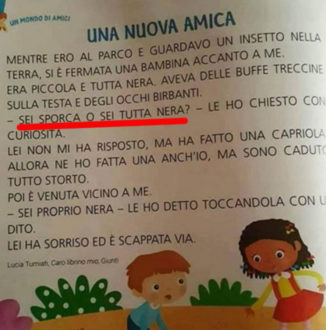 UN MONDO DI AMICI
UNA NUOVA AMICA
MENTRE ERO AL PARCO E GUARDAVO UN INSETTO NELLA
TERRA, SI È FERMATA UNA BAMBINA ACCANTO A ME.
ERA PICCOLA E TUTTA NERA. AVEVA DELLE BUFFE TRECCINE
SULLA TESTA E DEGLI OCCHI BIRBANTI.
– SEI SPORCA O SEI TUTTA NERA? – LE HO CHIESTO CON
CURIOSITÀ.
LEI NON MI HA RISPOSTO, MA HA FATTO UNA CAPRIOLA.
ALLORA NE HO FATTA UNA ANCH'IO, MA SONO CADUTO
TUTTO STORTO.
POI È VENUTA VICINO A ME.
– SEI PROPRIO NERA – LE HO DETTO TOCCANDOLA CON U
DITO.
LEI HA SORRISO ED È SCAPPATA VIA.
Lucia Tumiati, Caro librino mio, Giunti